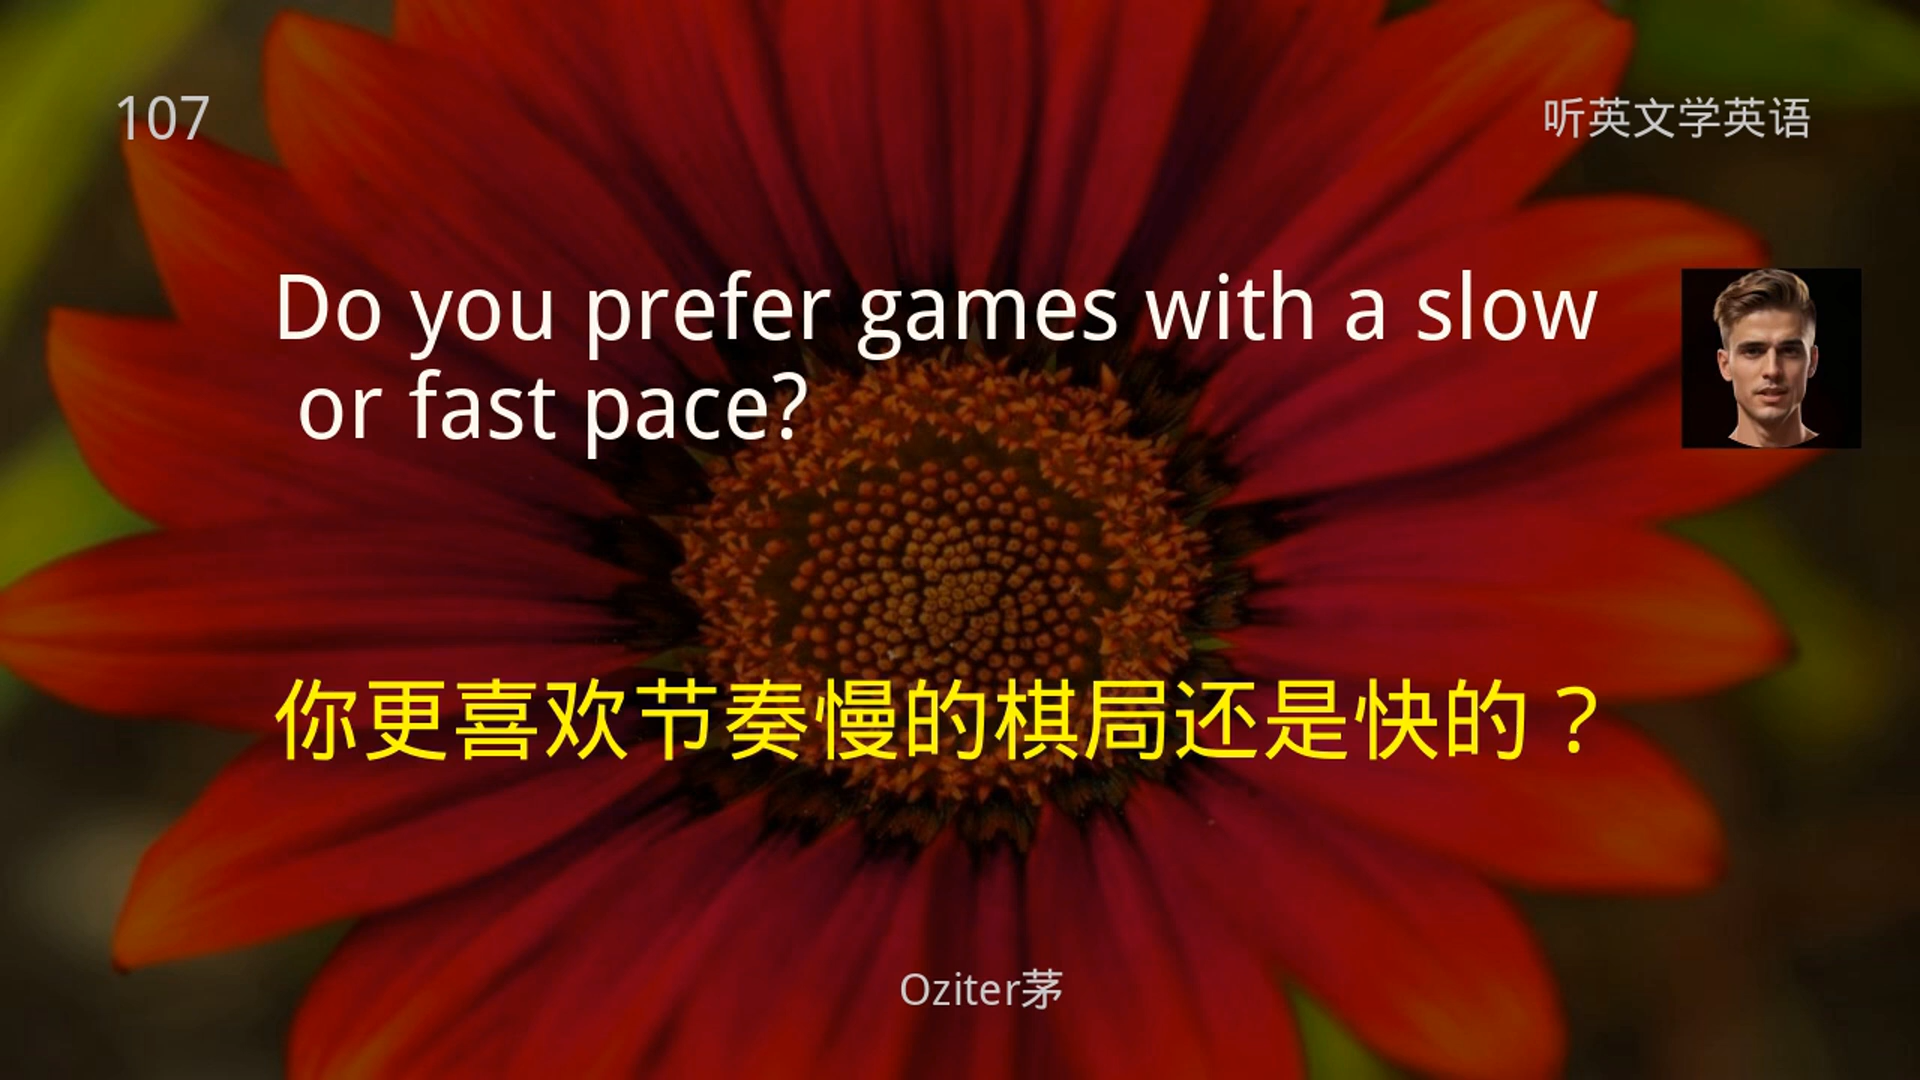 107
听英文学英语
Do you prefer games with a slow
or fast pace?
你更喜欢节奏慢的棋局还是快的？
Oziter茅